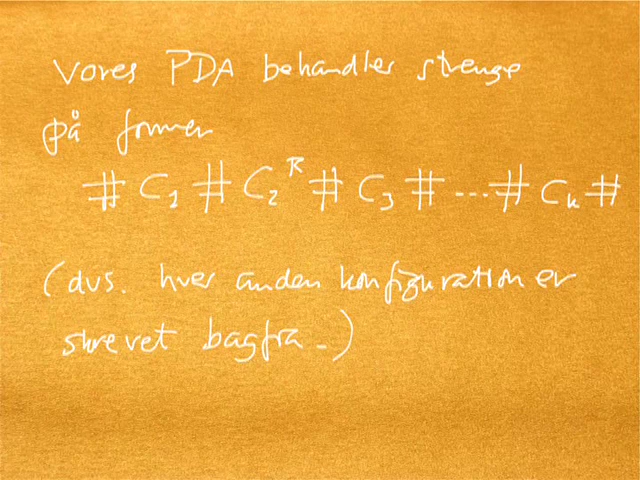 Vores PDA behandler strenge
på formen
# C1 # C2^R # C3 # ... # Ck #
(dvs. hver anden konfiguration er
skrevet bagfra.)